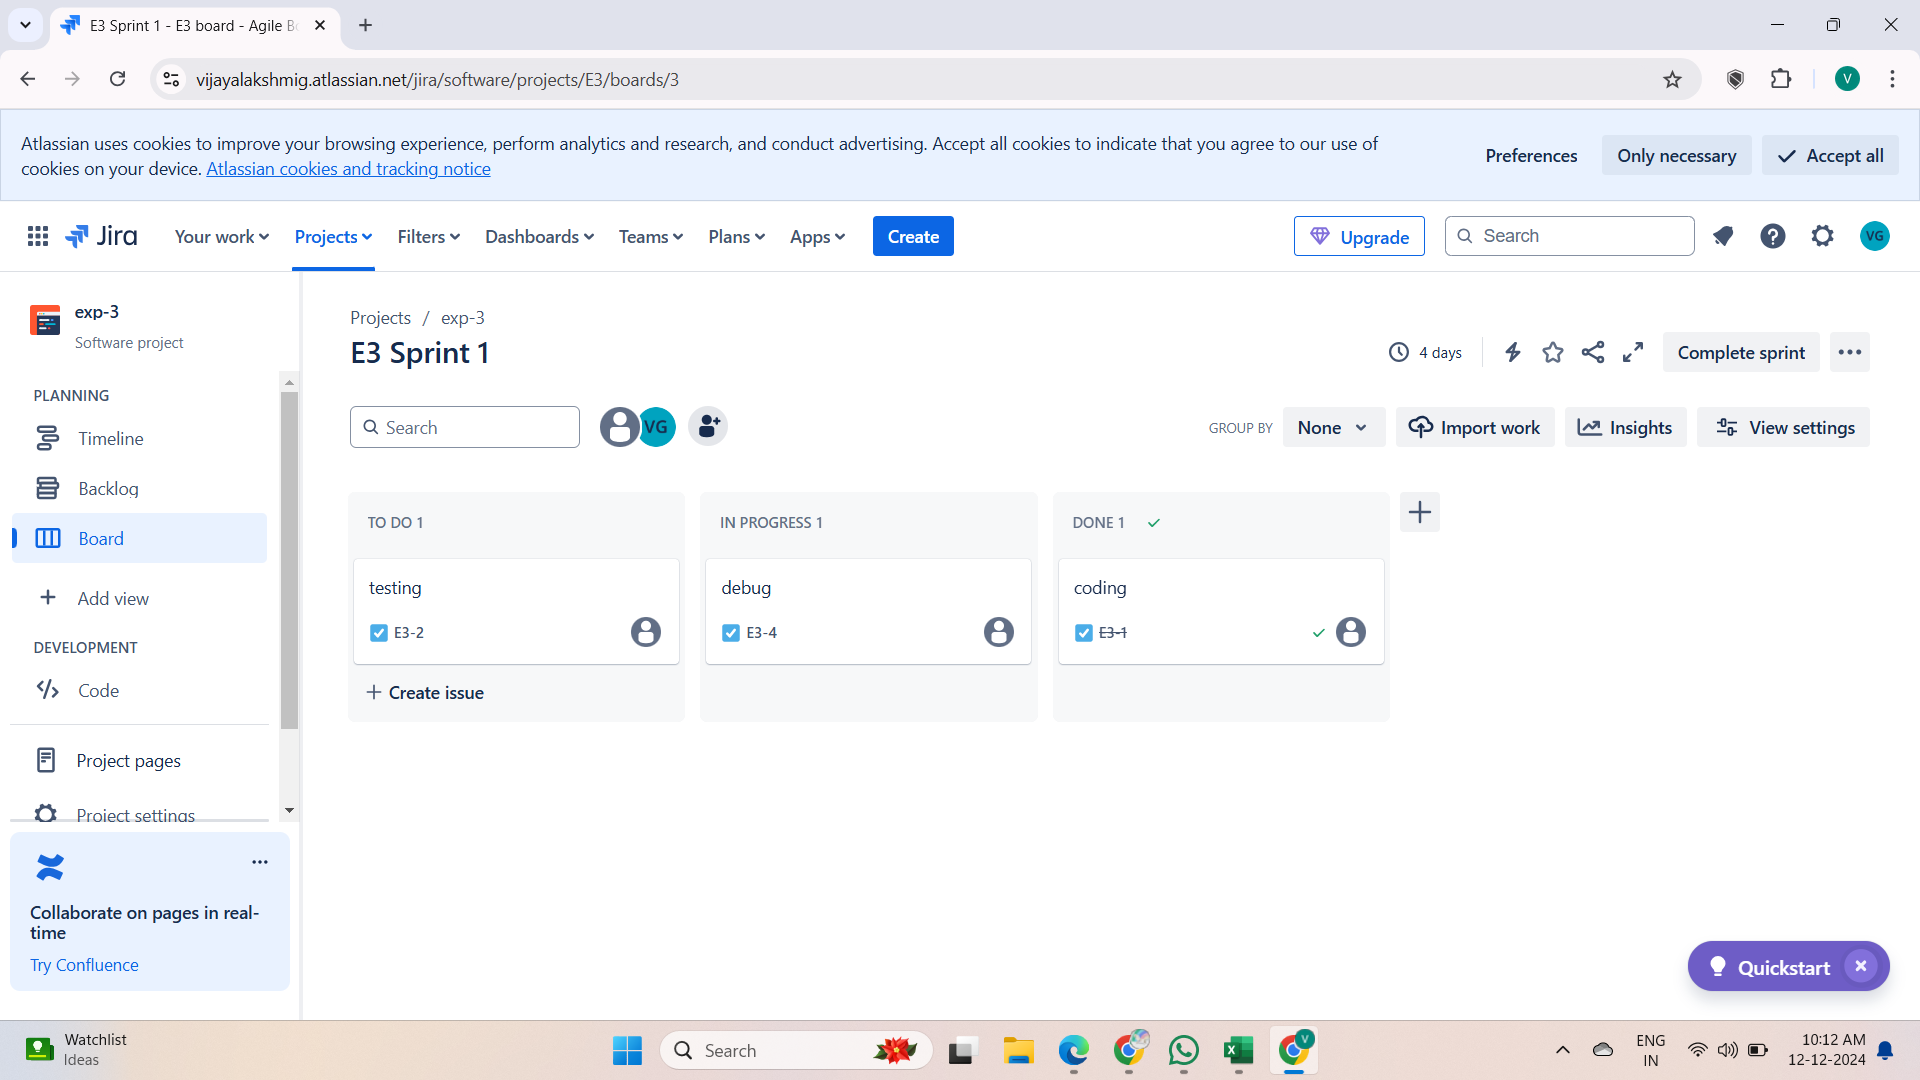 E3 Sprint 1 - E3 board - Agile B
vijayalakshmig.atlassian.net/jira/software/projects/E3/boards/3
V
Atlassian uses cookies to improve your browsing experience, perform analytics and research, and conduct advertising. Accept all cookies to indicate that you agree to our use of
cookies on your device. Atlassian cookies and tracking notice
Preferences
Only necessary
Accept all
Jira
Your work
Projects
Filters
Dashboards
Teams
Plans
Apps
Create
Upgrade
Search
VG
exp-3
Software project
PLANNING
Timeline
Backlog
Board
Add view
DEVELOPMENT
Code
Project pages
Project settings
Collaborate on pages in real-
time
Try Confluence
Projects / exp-3
E3 Sprint 1
4 days
Complete sprint
Search
VG
GROUP BY
None
Import work
Insights
View settings
TO DO 1
testing
E3-2
+ Create issue
IN PROGRESS 1
debug
E3-4
DONE 1
coding
E3-1
Quickstart
Watchlist
Ideas
Search
V
ENG
IN
10:12 AM
12-12-2024